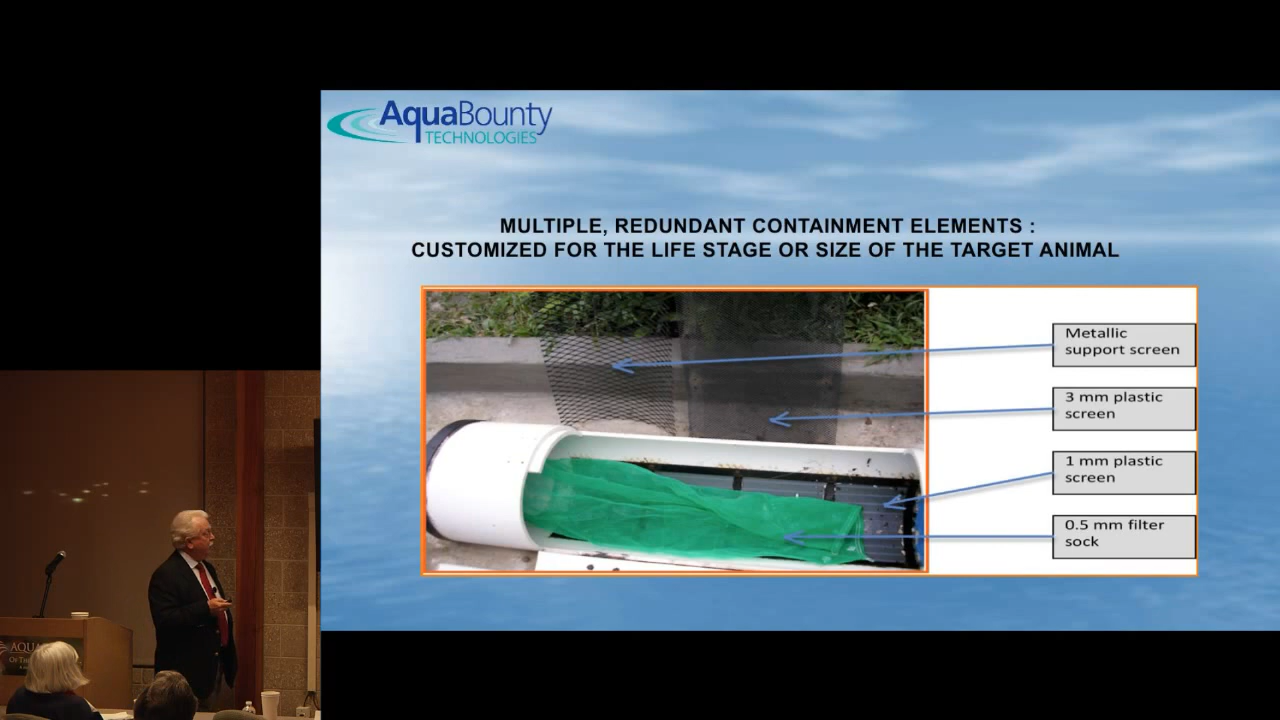 AquaBounty
TECHNOLOGIES
MULTIPLE, REDUNDANT CONTAINMENT ELEMENTS :
CUSTOMIZED FOR THE LIFE STAGE OR SIZE OF THE TARGET ANIMAL
Metallic
support screen
3 mm plastic
screen
1 mm plastic
screen
0.5 mm filter
sock